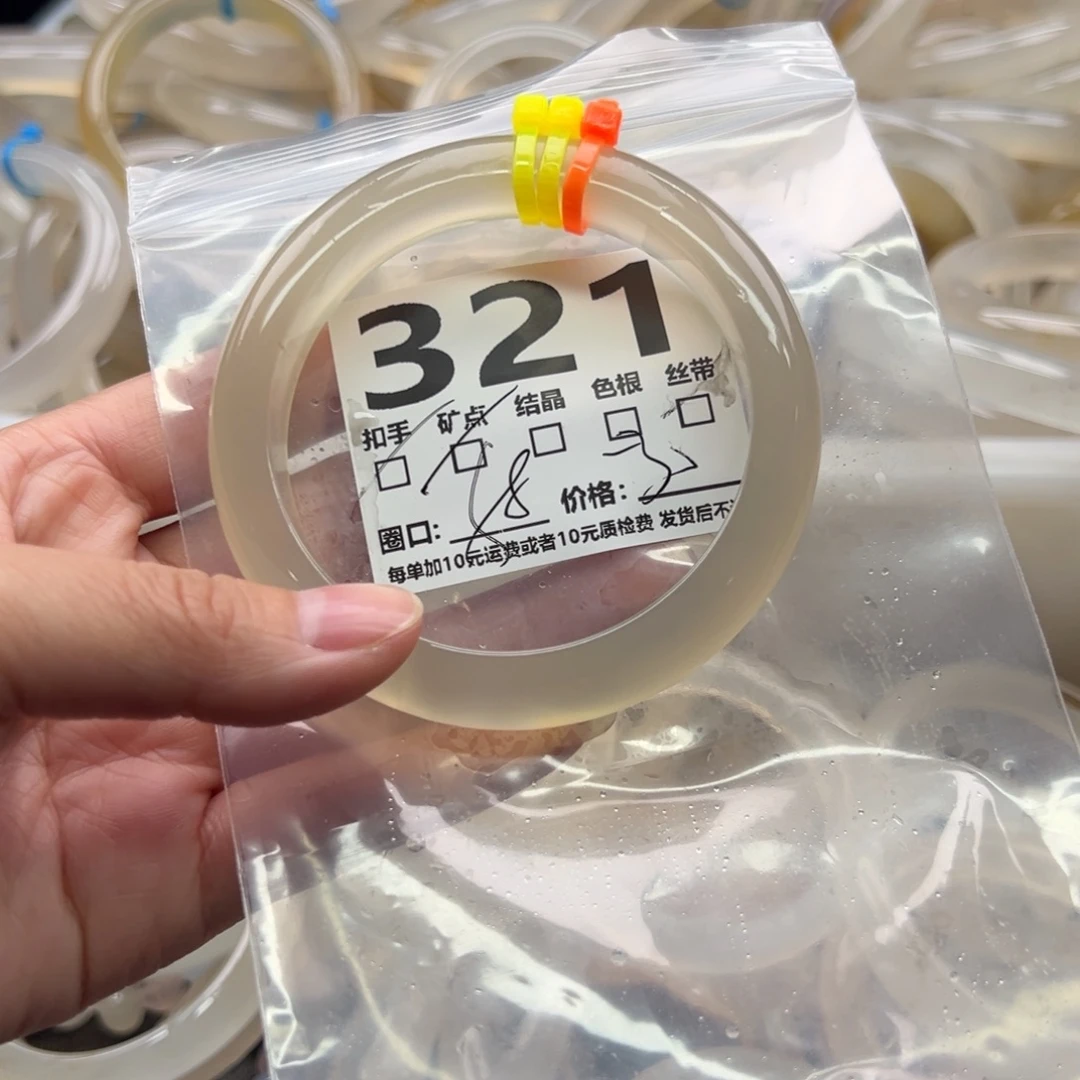 321
扣手 矿点 结晶 色根 丝带
圈口: 价格:
每单加10元运费或者10元质检费 发货后不